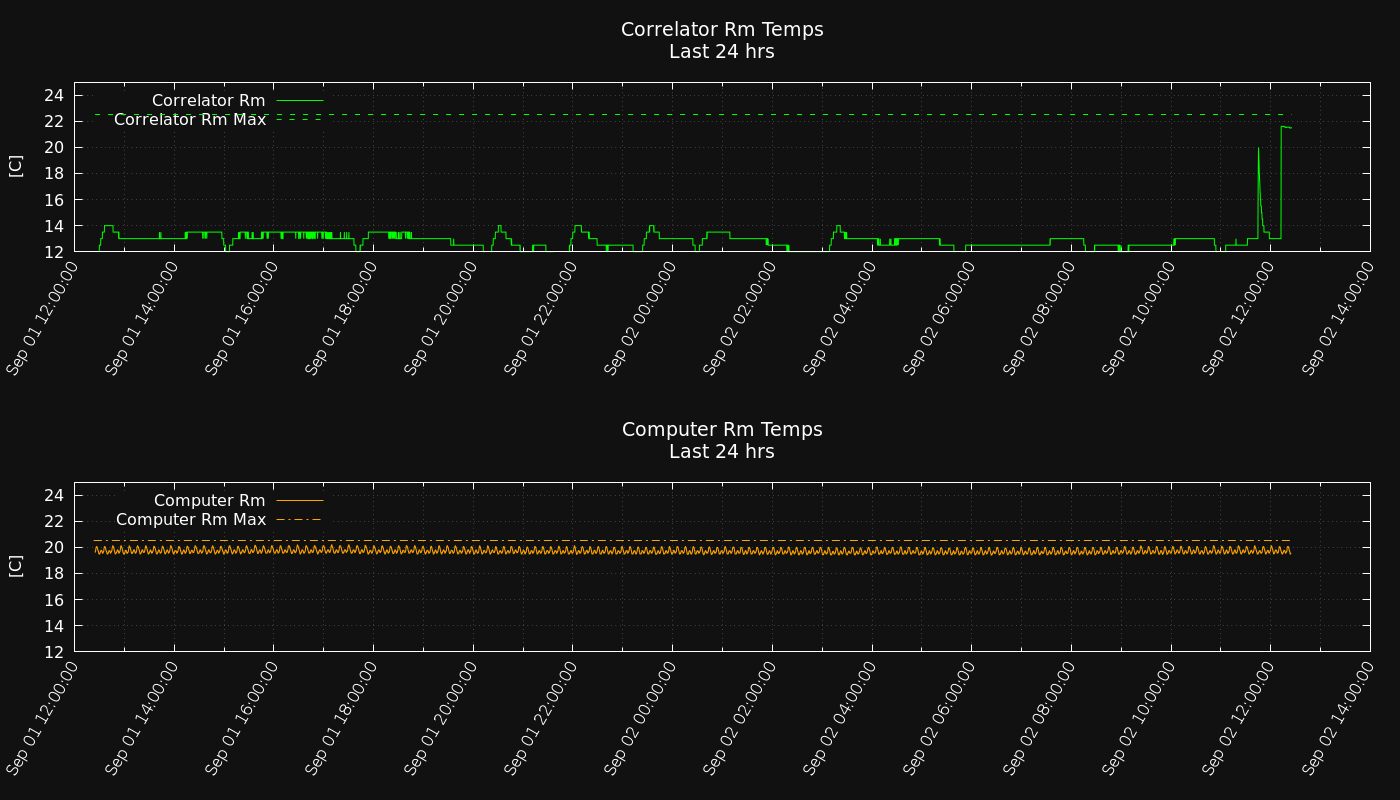 Correlator Rm Temps
Last 24 hrs
24
22
20
18
16
14
12
[C]
Correlator Rm
Correlator Rm Max
Sep 01 12:00:00
Sep 01 14:00:00
Sep 01 16:00:00
Sep 01 18:00:00
Sep 01 20:00:00
Sep 01 22:00:00
Sep 02 00:00:00
Sep 02 02:00:00
Sep 02 04:00:00
Sep 02 06:00:00
Sep 02 08:00:00
Sep 02 10:00:00
Sep 02 12:00:00
Sep 02 14:00:00
Computer Rm Temps
Last 24 hrs
24
22
20
18
16
14
12
[C]
Computer Rm
Computer Rm Max
Sep 01 12:00:00
Sep 01 14:00:00
Sep 01 16:00:00
Sep 01 18:00:00
Sep 01 20:00:00
Sep 01 22:00:00
Sep 02 00:00:00
Sep 02 02:00:00
Sep 02 04:00:00
Sep 02 06:00:00
Sep 02 08:00:00
Sep 02 10:00:00
Sep 02 12:00:00
Sep 02 14:00:00